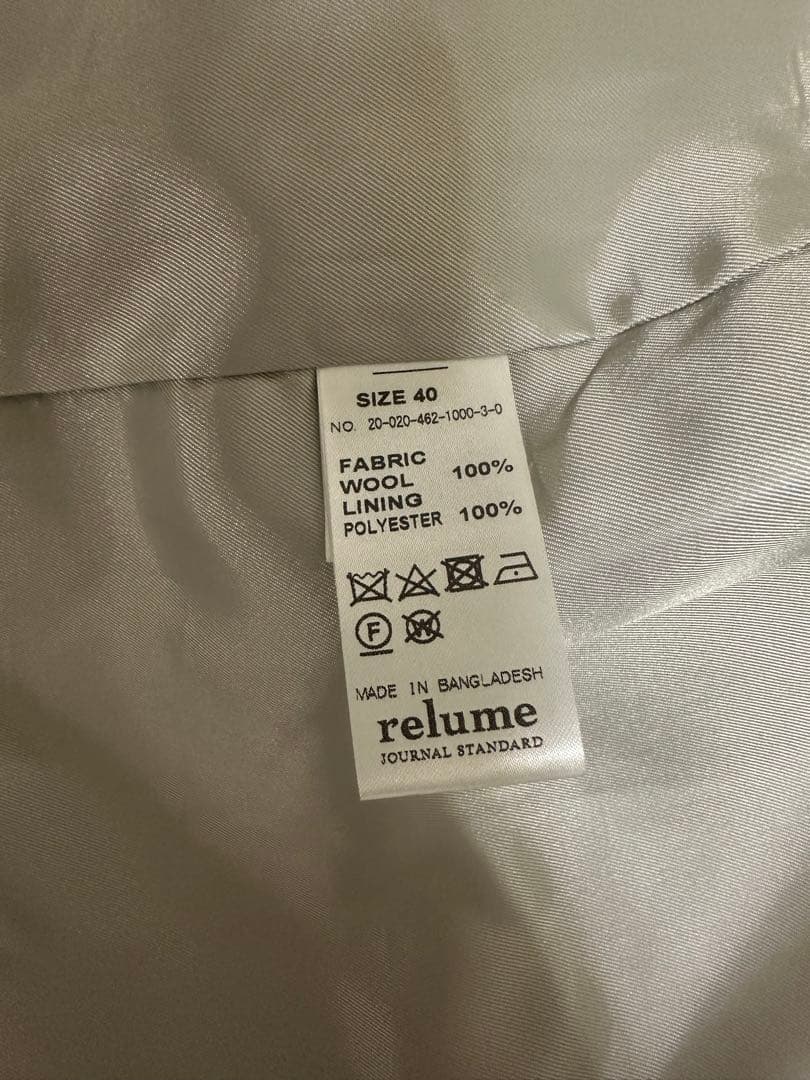 SIZE 40
NO. 20-020-462-1000-3-0
FABRIC
WOOL 100%
LINING
POLYESTER 100%
F W
MADE IN BANGLADESH
relume
JOURNAL STANDARD